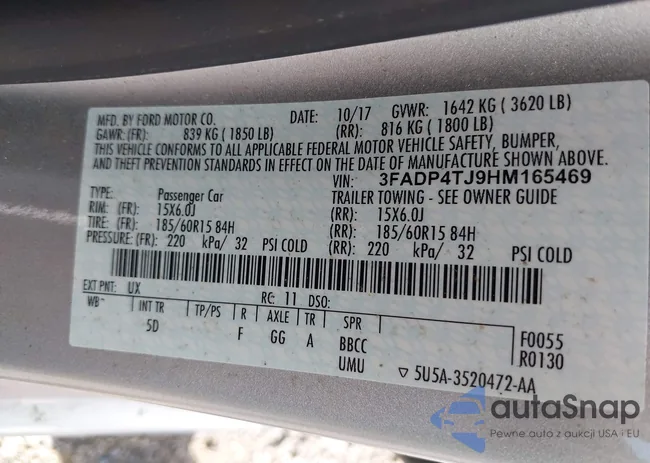 MFD. BY FORD MOTOR CO. DATE: 10/17 GVWR: 1642 KG ( 3620 LB)
GAWR: (FR): 839 KG ( 1850 LB) (RR): 816 KG ( 1800 LB)
THIS VEHICLE CONFORMS TO ALL APPLICABLE FEDERAL MOTOR VEHICLE SAFETY, BUMPER,
AND THEFT PREVENTION STANDARDS IN EFFECT ON THE DATE OF MANUFACTURE SHOWN ABOVE.
VIN: 3FADP4TJ9HM165469
TYPE: Passenger Car TRAILER TOWING - SEE OWNER GUIDE
RIM: (FR): 15X6.0J (RR): 15X6.0J
TIRE: (FR): 185/60R15 84H (RR): 185/60R15 84H
PRESSURE: (FR): 220 kPa/ 32 PSI COLD (RR): 220 kPa/ 32 PSI COLD
EXT PNT: UX RC: 11 DSO:
WB INT TR TP/PS R AXLE TR SPR F0055
5D F GG A BBCC R0130
UMU ▽ 5U5A-3520472-AA
autoSnap
Pewne auto z aukcji USA · EU